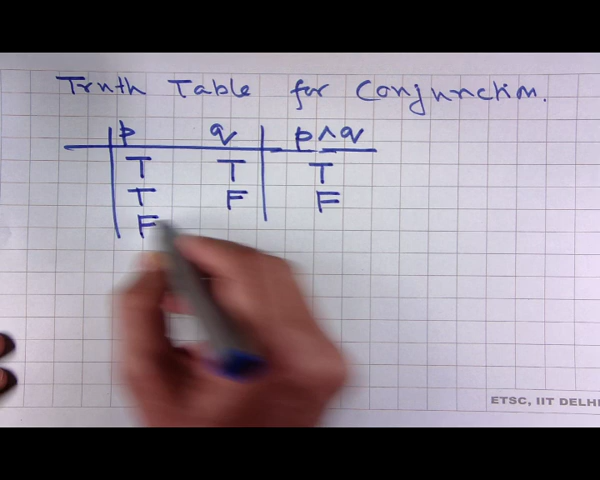 Truth Table for Conjunction.
p q p ∧ q
T T T
T F F
F
ETSC, IIT DELHI